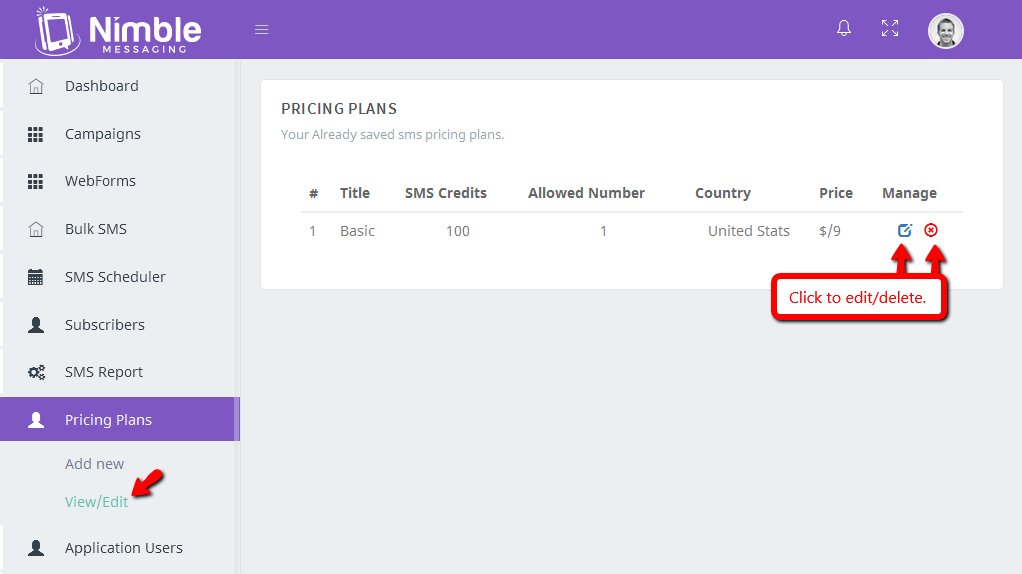 Nimble
MESSAGING
Dashboard
Campaigns
WebForms
Bulk SMS
SMS Scheduler
Subscribers
SMS Report
Pricing Plans
Add new
View/Edit
Application Users
PRICING PLANS
Your Already saved sms pricing plans.
# Title SMS Credits Allowed Number Country Price Manage
1 Basic 100 1 United Stats $/9
Click to edit/delete.